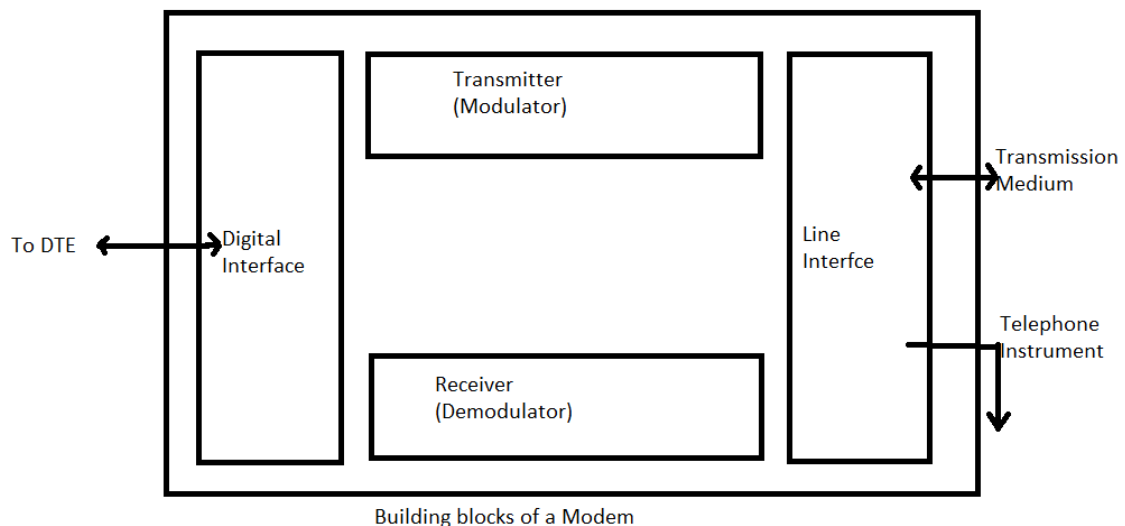 Transmitter
(Modulator)
Transmission
Medium
To DTE
Digital
Interface
Line
Interfce
Telephone
Instrument
Receiver
(Demodulator)
Building blocks of a Modem